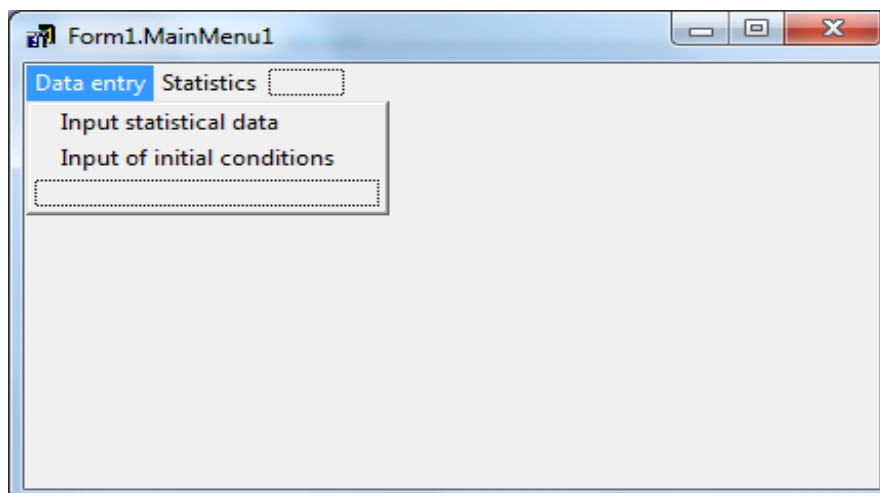 Form1.MainMenu1
Data entry Statistics
Input statistical data
Input of initial conditions